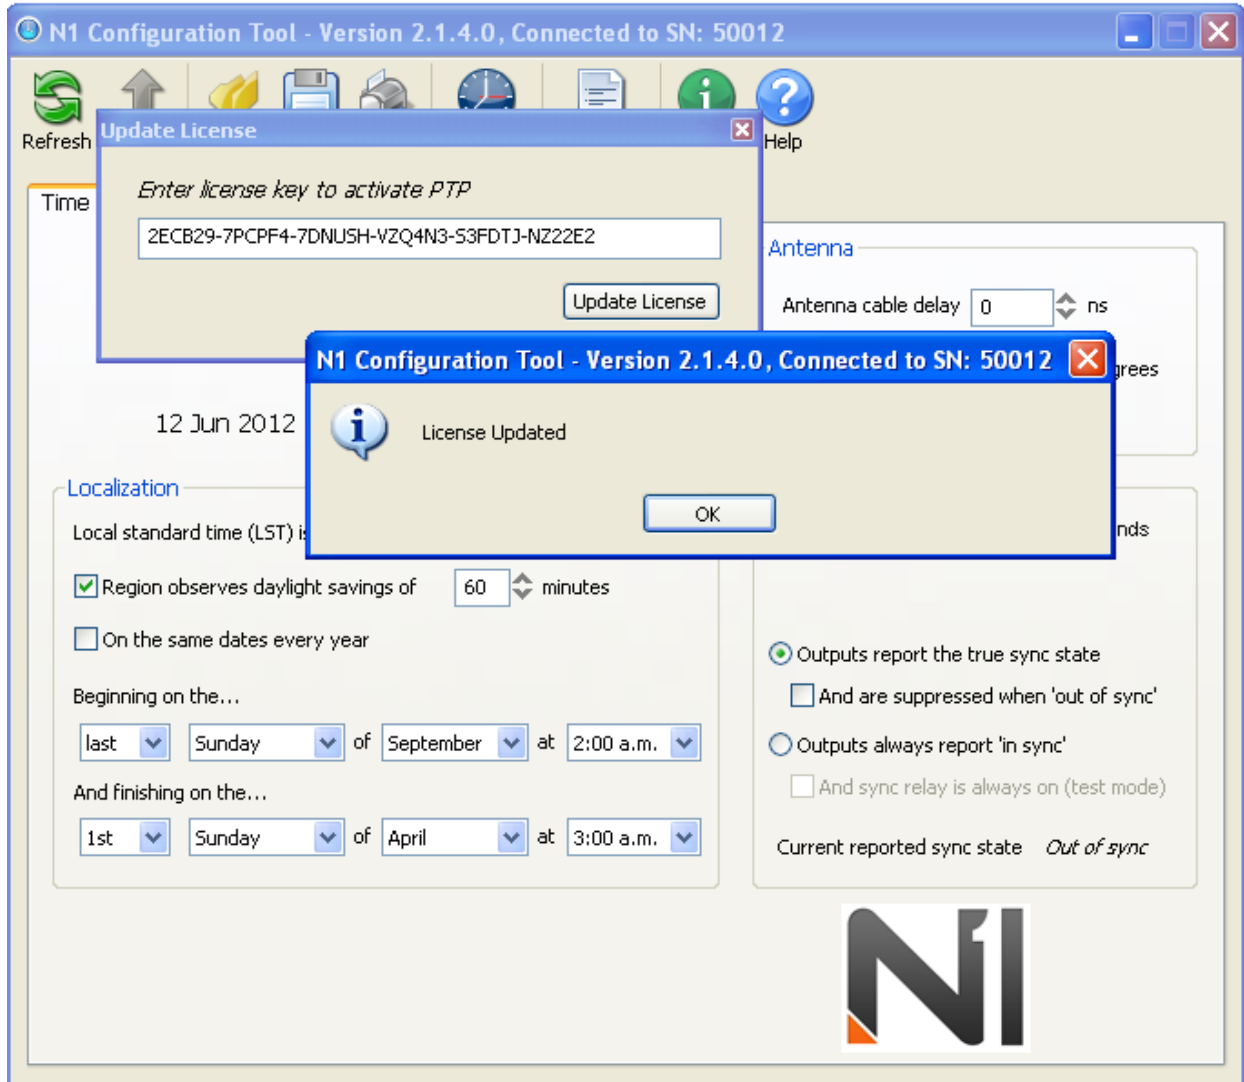 N1 Configuration Tool - Version 2.1.4.0, Connected to SN: 50012
Refresh
Help
Update License
Enter license key to activate PTP
2ECB29-7PCPF4-7DNUSH-VZQ4N3-S3FDTJ-NZ22E2
Update License
Time
Antenna
Antenna cable delay 0 ns
grees
N1 Configuration Tool - Version 2.1.4.0, Connected to SN: 50012
License Updated
OK
12 Jun 2012
Localization
Local standard time (LST) is
nds
Region observes daylight savings of 60 minutes
On the same dates every year
Beginning on the...
last Sunday of September at 2:00 a.m.
And finishing on the...
1st Sunday of April at 3:00 a.m.
Outputs report the true sync state
And are suppressed when 'out of sync'
Outputs always report 'in sync'
And sync relay is always on (test mode)
Current reported sync state Out of sync
N1